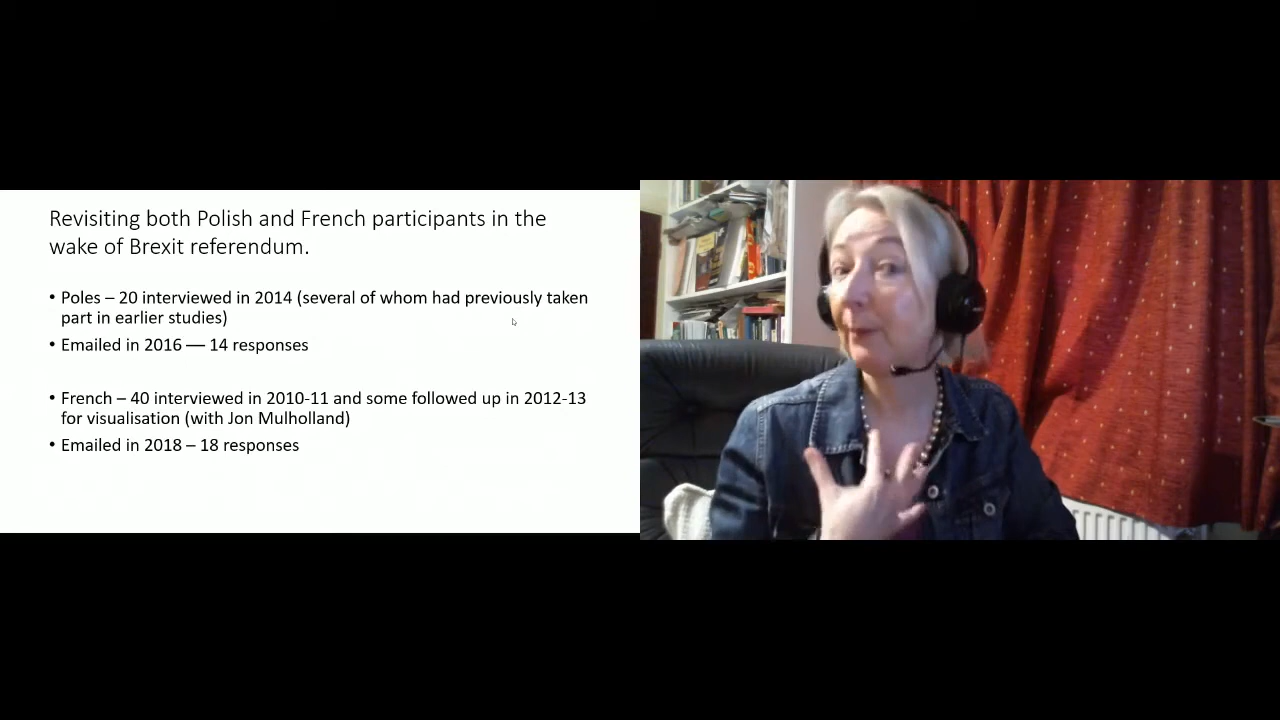 Revisiting both Polish and French participants in the
wake of Brexit referendum.
• Poles – 20 interviewed in 2014 (several of whom had previously taken
part in earlier studies)
• Emailed in 2016 –– 14 responses
• French – 40 interviewed in 2010-11 and some followed up in 2012-13
for visualisation (with Jon Mulholland)
• Emailed in 2018 – 18 responses